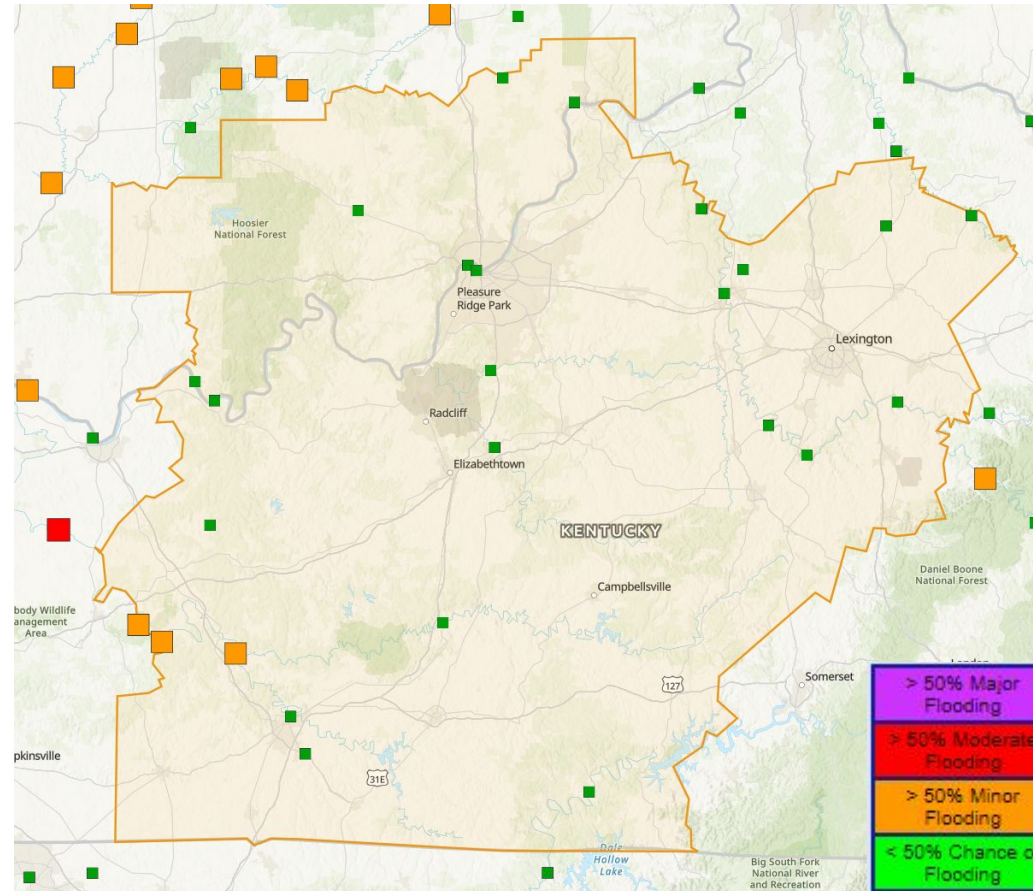 Hoosier
National Forest
Pleasure
Ridge Park
Lexington
Radcliff
Elizabethtown
KENTUCKY
Campbellsville
Daniel Boone
National Forest
body Wildlife
anagement
Area
Somerset
127
pkinsville
31E
Dale
Hollow
Lake
Big South Fork
National River
and Recreation
> 50% Major
Flooding
> 50% Moderate
Flooding
> 50% Minor
Flooding
< 50% Chance o
Flooding